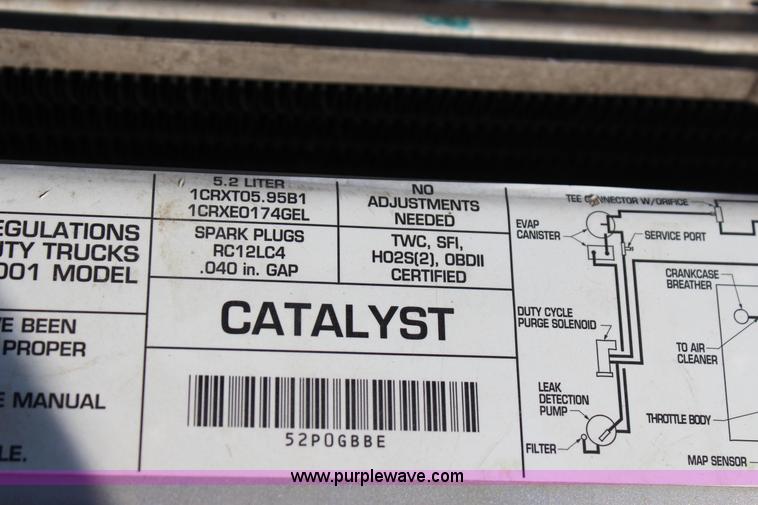 EGULATIONS
UTY TRUCKS
001 MODEL
VE BEEN
PROPER
E MANUAL
LE.
5.2 LITER
1CRXT05.95B1
1CRXE0174GEL
SPARK PLUGS
RC12LC4
.040 in. GAP
NO
ADJUSTMENTS
NEEDED
TWC, SFI,
HO2S(2), OBDII
CERTIFIED
CATALYST
52P0GBBE
TEE CONNECTOR W/ORIFICE
EVAP
CANISTER
SERVICE PORT
CRANKCASE
BREATHER
DUTY CYCLE
PURGE SOLENOID
TO AIR
CLEANER
LEAK
DETECTION
PUMP
THROTTLE BODY
FILTER
MAP SENSOR
www.purplewave.com